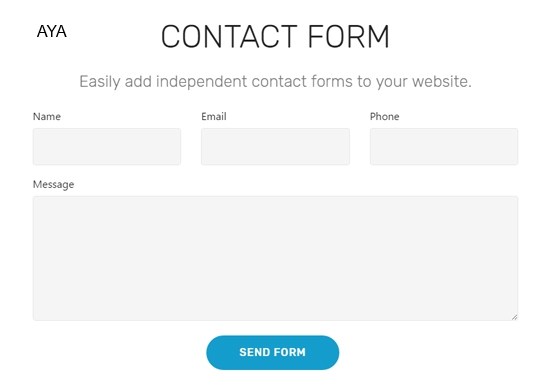 AYA
CONTACT FORM
Easily add independent contact forms to your website.
Name
Email
Phone
Message
SEND FORM